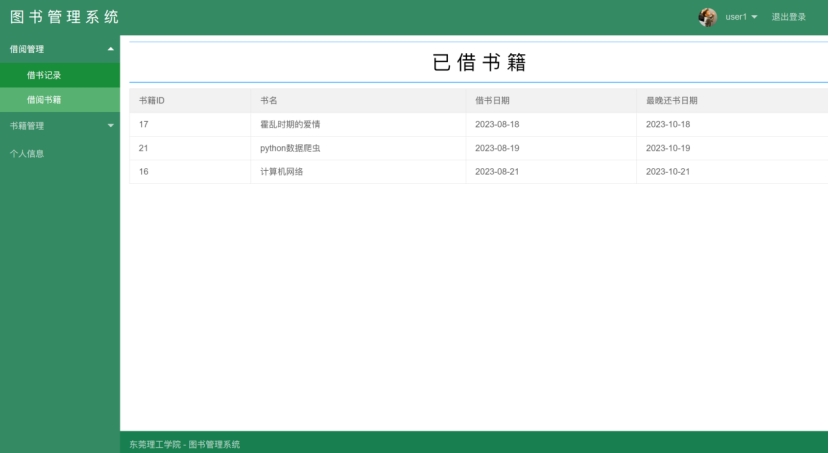 图书管理系统
user1 退出登录
借阅管理
借书记录
借阅书籍
书籍管理
个人信息
已借书籍
书籍ID 书名 借书日期 最晚还书日期
17 霍乱时期的爱情 2023-08-18 2023-10-18
21 python数据爬虫 2023-08-19 2023-10-19
16 计算机网络 2023-08-21 2023-10-21
东莞理工学院 - 图书管理系统